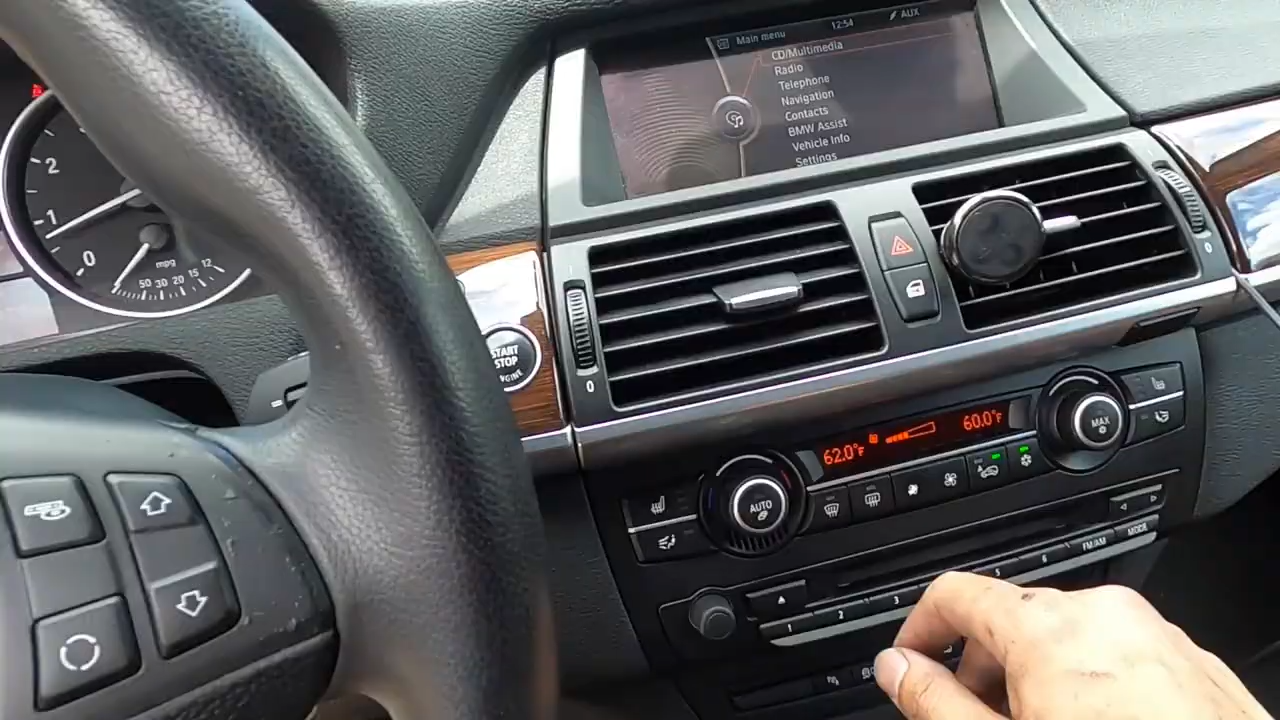 12:54
AUX
Main menu
CD/Multimedia
Radio
Telephone
Navigation
Contacts
BMW Assist
Vehicle Info
Settings
2
1
0
mpg
50 30 20 15 12
START
STOP
ENGINE
0
0
62.0°F
60.0°F
AUTO
MAX
MODE
FM/AM
1
2
3
5
6